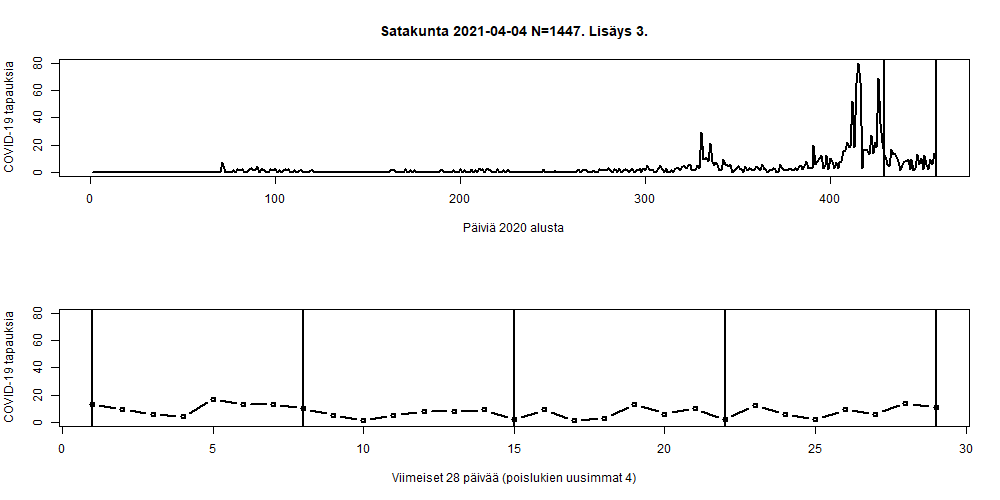 Satakunta 2021-04-04 N=1447. Lisäys 3.
COVID-19 tapauksia
80
60
40
20
0
0 100 200 300 400
Päiviä 2020 alusta
COVID-19 tapauksia
80
60
40
20
0
0 5 10 15 20 25 30
Viimeiset 28 päivää (poislukien uusimmat 4)